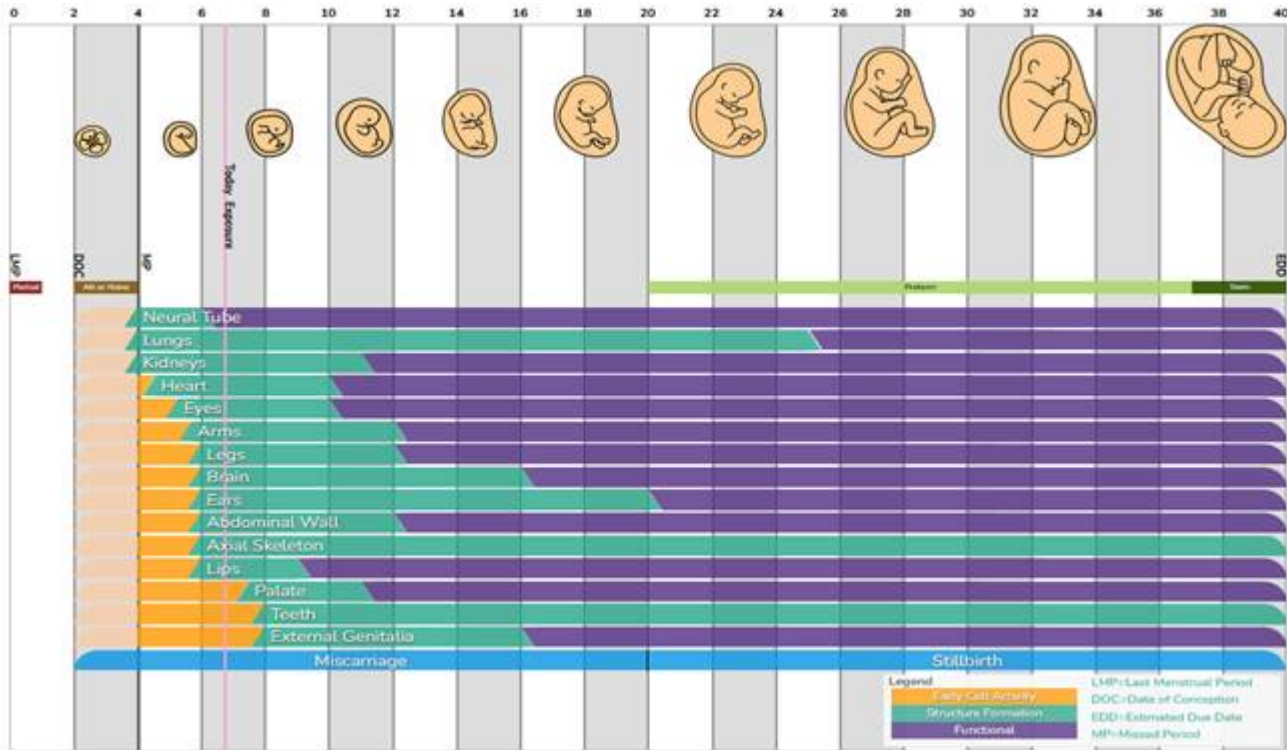 0 2 4 6 8 10 12 14 16 20 22 24 26 28 30 32 34 36 38 40
Today Exposure
LMP
DOC
MP
EDD
Period
All or None
Preterm
Term
Neural Tube
Lungs
Kidneys
Heart
Eyes
Arms
Legs
Brain
Ears
Abdominal Wall
Axial Skeleton
Lips
Palate
Teeth
External Genitalia
Miscarriage
Stillbirth
Legend
Early Cell Activity
Structure Formation
Functional
LMP=Last Menstrual Period
DOC=Date of Conception
EDD=Estimated Due Date
MP=Missed Period